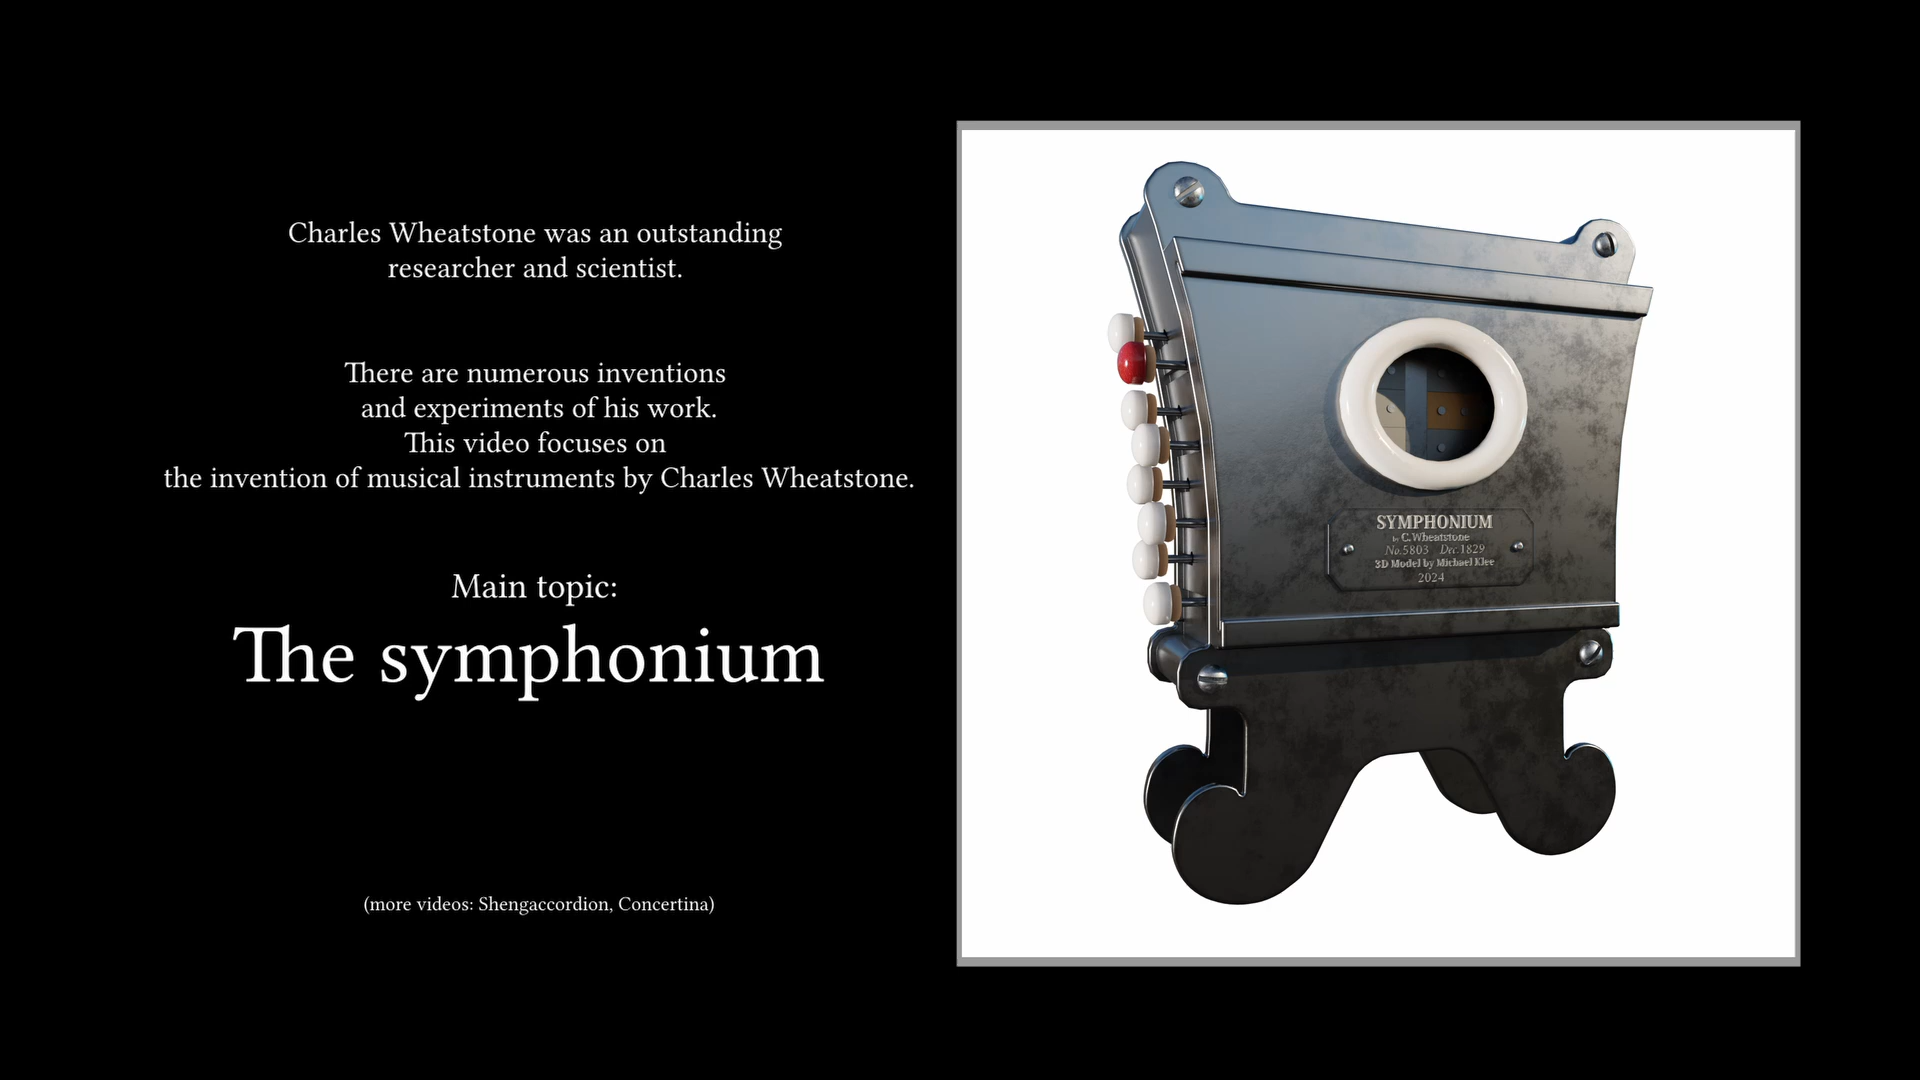 Charles Wheatstone was an outstanding
researcher and scientist.
There are numerous inventions
and experiments of his work.
This video focuses on
the invention of musical instruments by Charles Wheatstone.
Main topic:
The symphonium
(more videos: Shengaccordion, Concertina)
SYMPHONIUM
by C.Wheatstone
No.5803 Dec.1829
3D Model by Michael Klee
2024